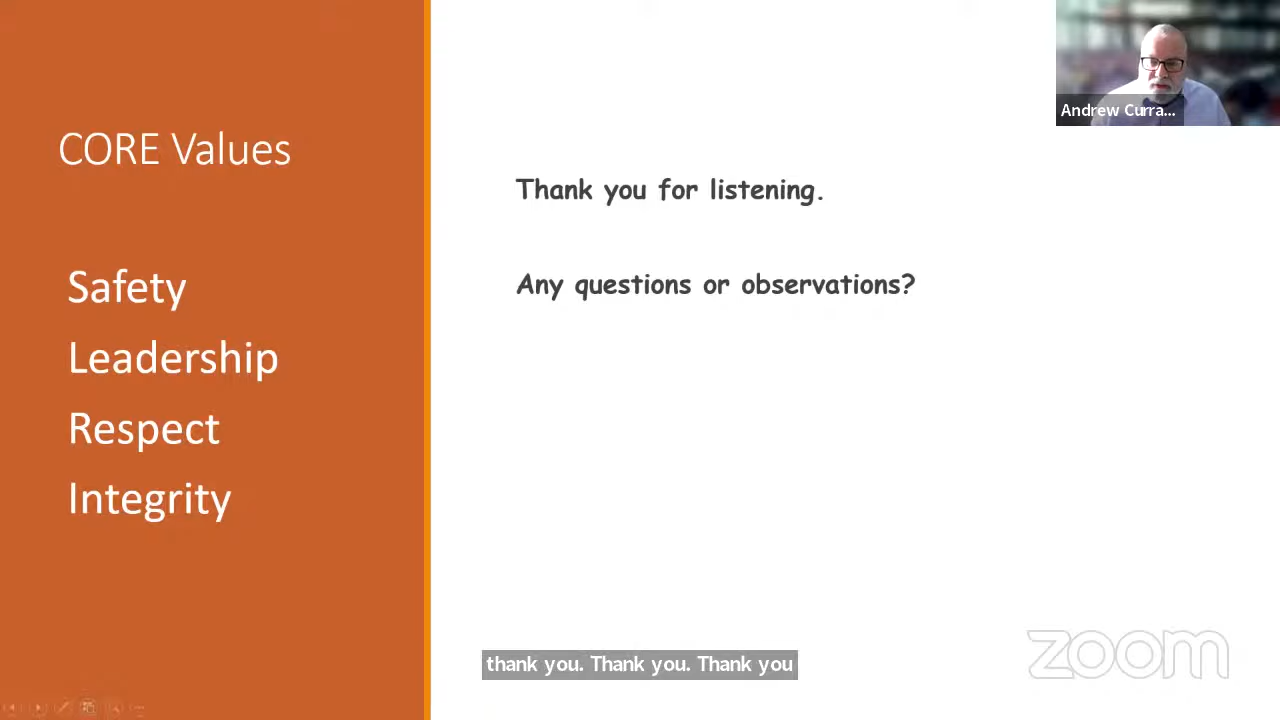 CORE Values
Safety
Leadership
Respect
Integrity
Thank you for listening.
Any questions or observations?
Andrew Curra...
thank you. Thank you. Thank you
zoom